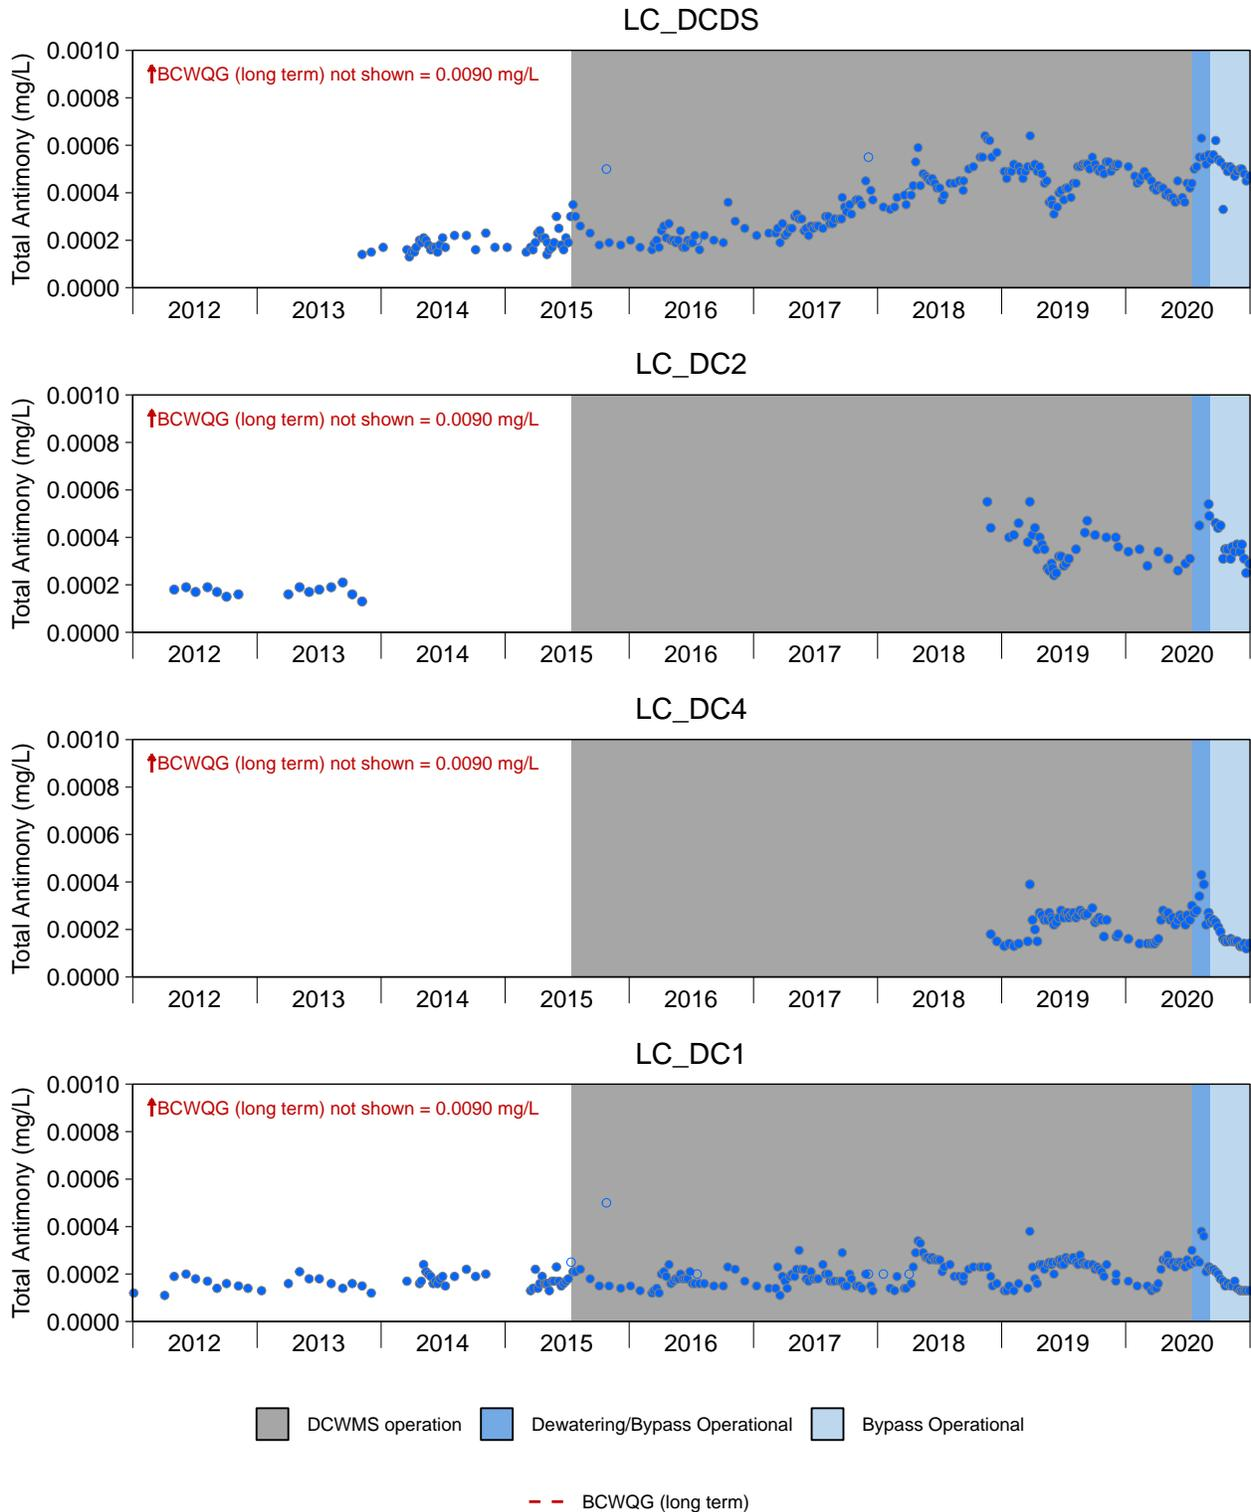 LC_DCDS
Total Antimony (mg/L)
0.0010
0.0008
0.0006
0.0004
0.0002
0.0000
↑BCWQG (long term) not shown = 0.0090 mg/L
2012 2013 2014 2015 2016 2017 2018 2019 2020
LC_DC2
Total Antimony (mg/L)
0.0010
0.0008
0.0006
0.0004
0.0002
0.0000
↑BCWQG (long term) not shown = 0.0090 mg/L
2012 2013 2014 2015 2016 2017 2018 2019 2020
LC_DC4
Total Antimony (mg/L)
0.0010
0.0008
0.0006
0.0004
0.0002
0.0000
↑BCWQG (long term) not shown = 0.0090 mg/L
2012 2013 2014 2015 2016 2017 2018 2019 2020
LC_DC1
Total Antimony (mg/L)
0.0010
0.0008
0.0006
0.0004
0.0002
0.0000
↑BCWQG (long term) not shown = 0.0090 mg/L
2012 2013 2014 2015 2016 2017 2018 2019 2020
DCWMS operation Dewatering/Bypass Operational Bypass Operational
BCWQG (long term)